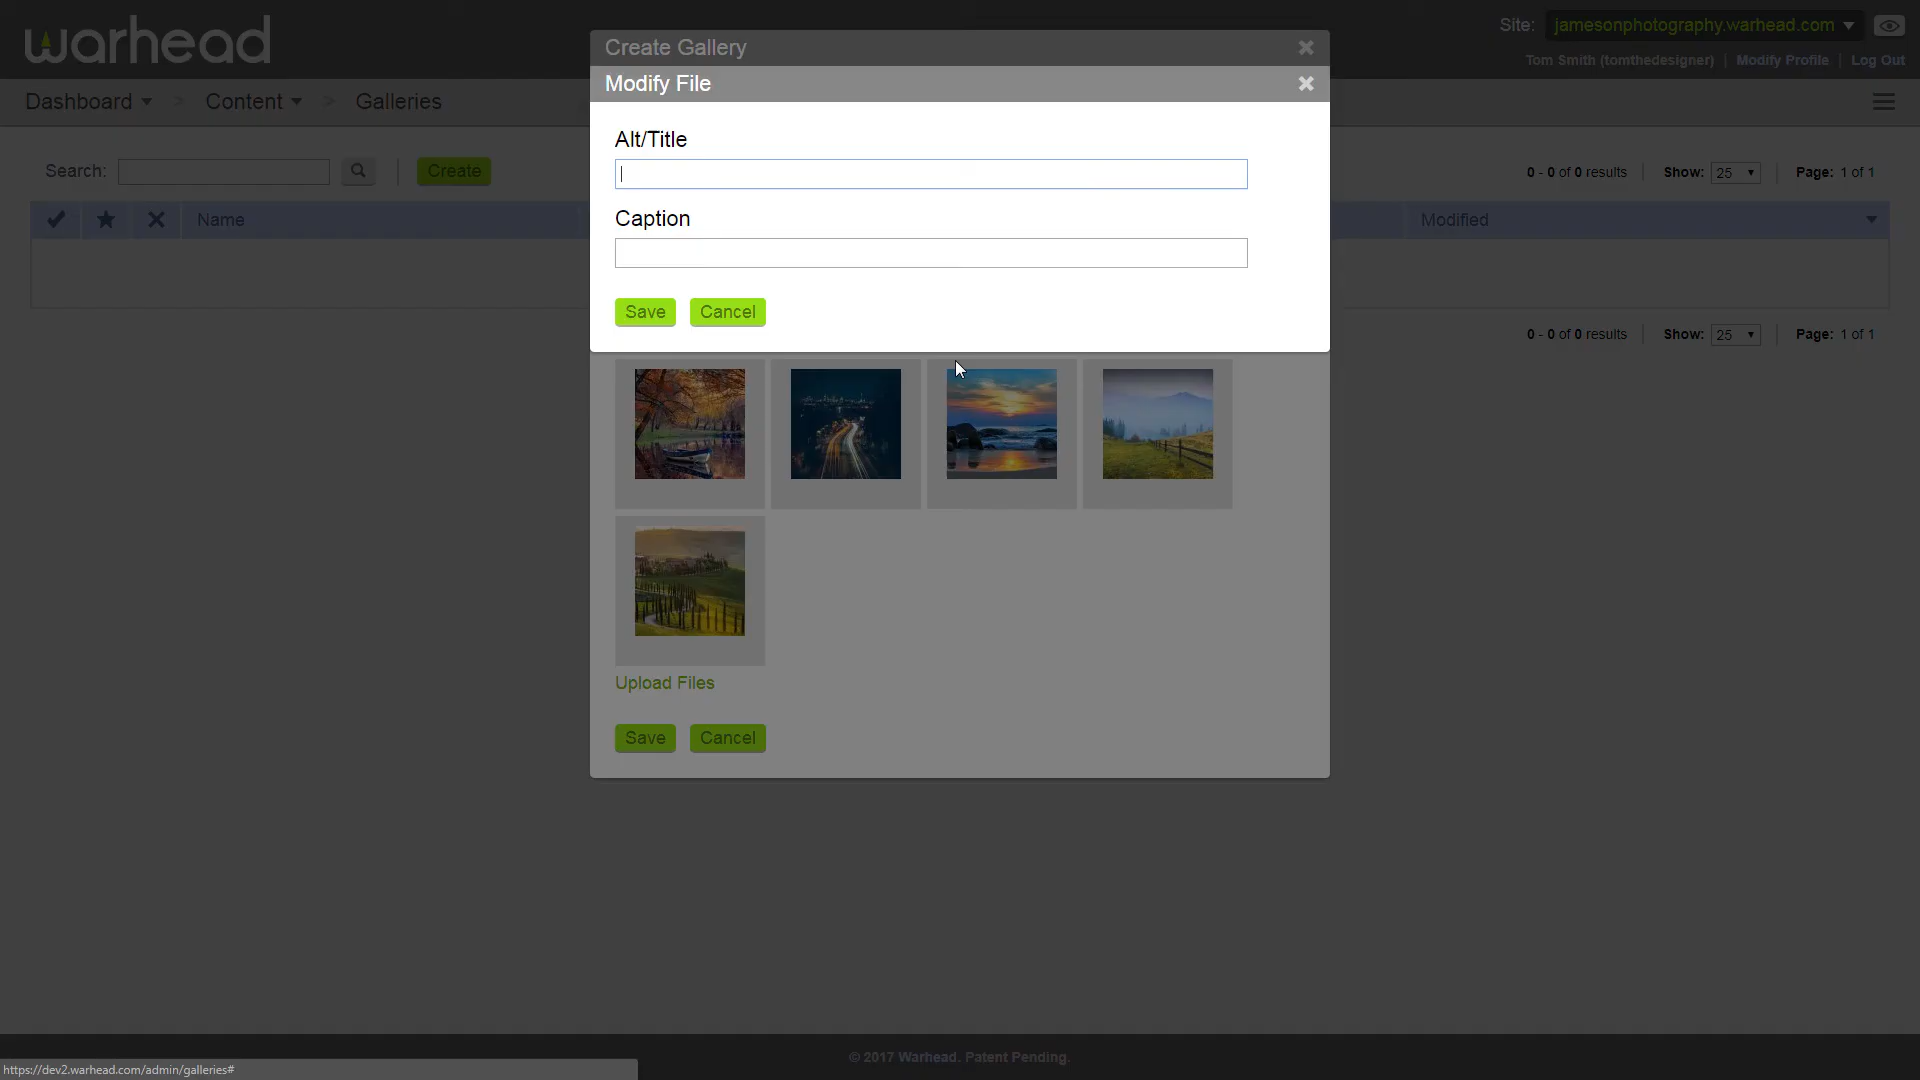 warhead
Site: jamesonphotography.warhead.com
Tom Smith (tomthedesigner) | Modify Profile | Log Out
Dashboard > Content > Galleries
Create Gallery
Modify File
Alt/Title
Caption
Save Cancel
Search: | Create
0 - 0 of 0 results | Show: 25 | Page: 1 of 1
Name Modified
0 - 0 of 0 results | Show: 25 | Page: 1 of 1
Upload Files
Save Cancel
© 2017 Warhead. Patent Pending.
https://dev2.warhead.com/admin/galleries#